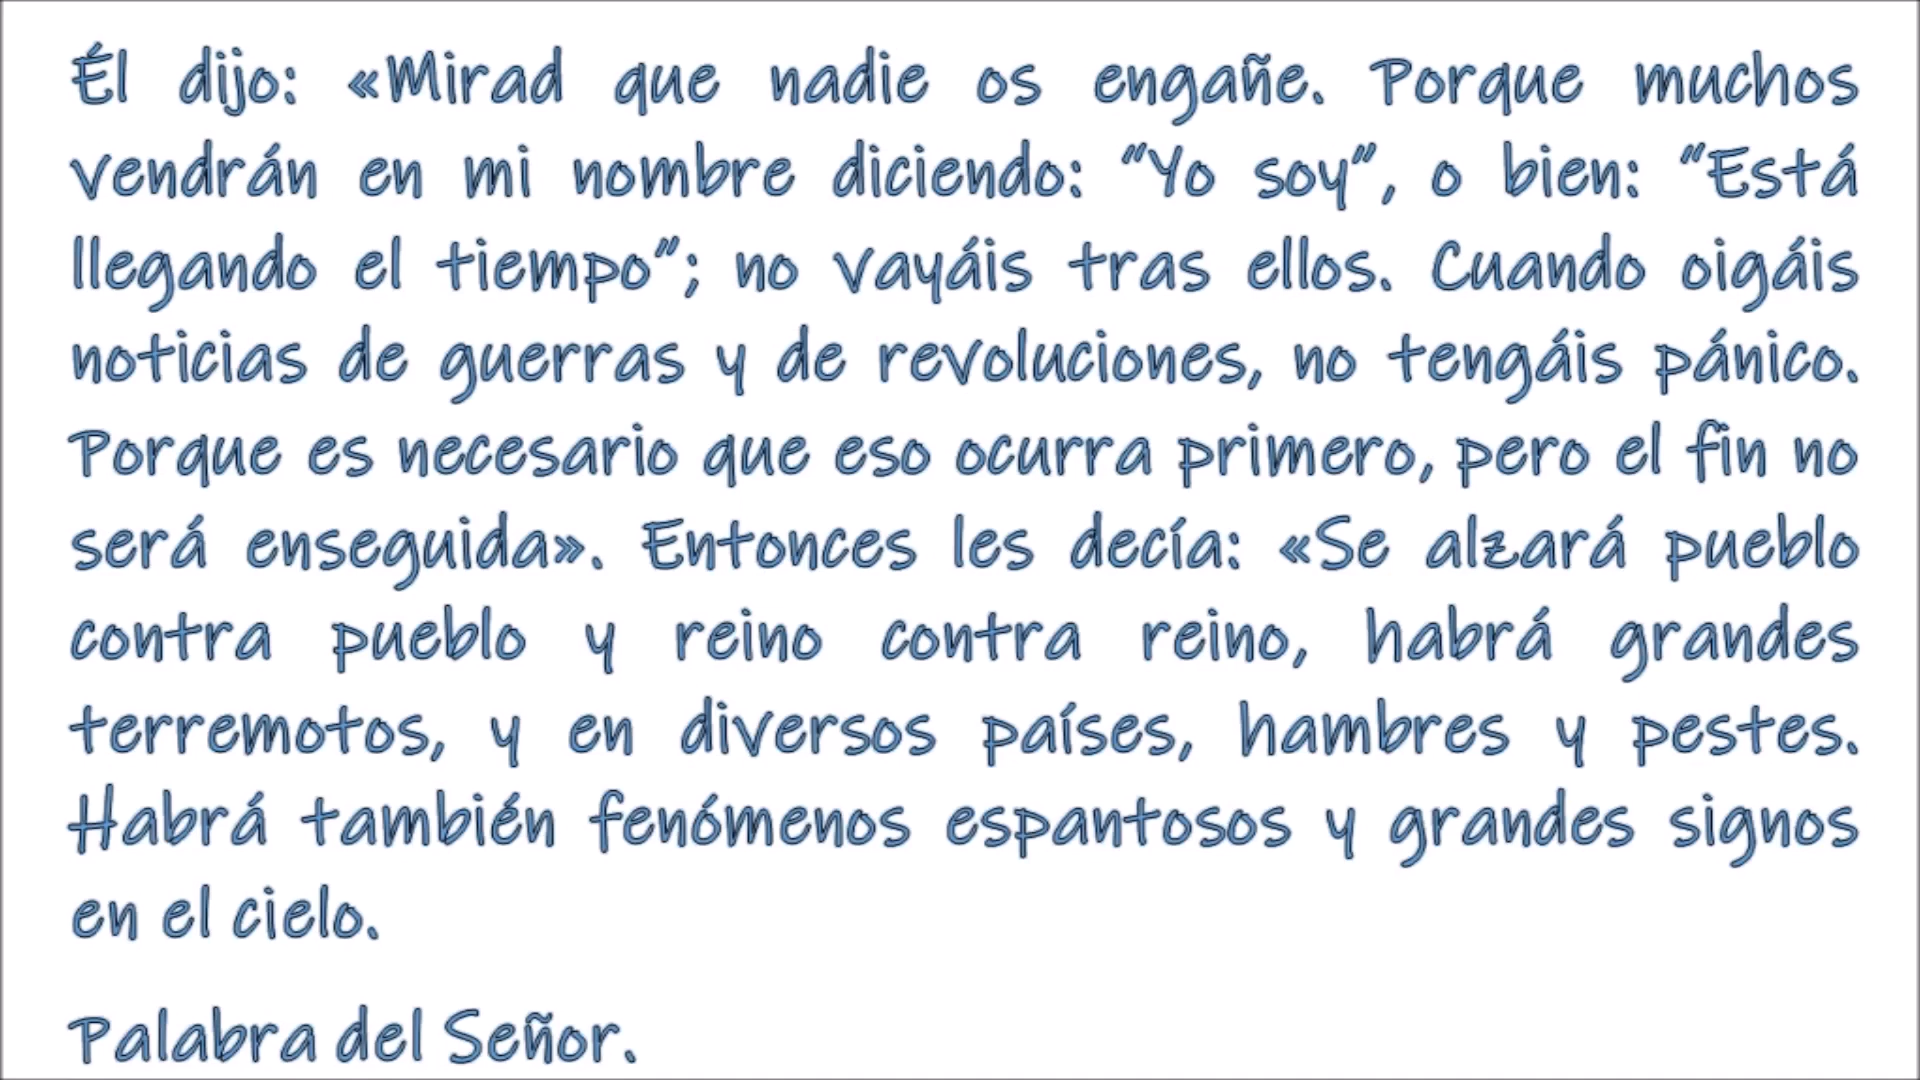 Él dijo: «Mirad que nadie os engañe. Porque muchos
vendrán en mi nombre diciendo: “Yo soy”, o bien: “Está
llegando el tiempo”; no vayáis tras ellos. Cuando oigáis
noticias de guerras y de revoluciones, no tengáis pánico.
Porque es necesario que eso ocurra primero, pero el fin no
será enseguida». Entonces les decía: «Se alzará pueblo
contra pueblo y reino contra reino, habrá grandes
terremotos, y en diversos países, hambres y pestes.
Habrá también fenómenos espantosos y grandes signos
en el cielo.
Palabra del Señor.